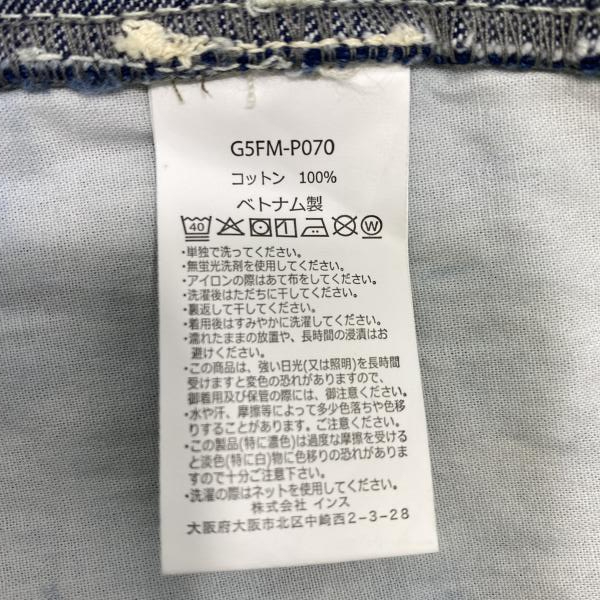 G5FM-P070
コットン 100%
ベトナム製
40 W
・単独で洗ってください。
・無蛍光洗剤を使用してください。
・アイロンの際はあて布をしてください。
・洗濯後はただちに干してください。
・裏返して干してください。
・着用後はすみやかに洗濯してください。
・濡れたままの放置や、長時間の浸漬はお
避けください。
・この商品は、強い日光(又は照明)を長時間
受けますと変色の恐れがありますので、
御着用及び保管の際には、御注意ください。
・水や汗、摩擦等によって多少色落ちや色移
りすることがあります。ご注意ください。
・この製品(特に濃色)は過度な摩擦を受ける
と淡色(特に白)物に色移りの恐れがありま
すので十分ご注意下さい。
・洗濯の際はネットを使用してください。
株式会社 インス
大阪府大阪市北区中崎西2-3-28